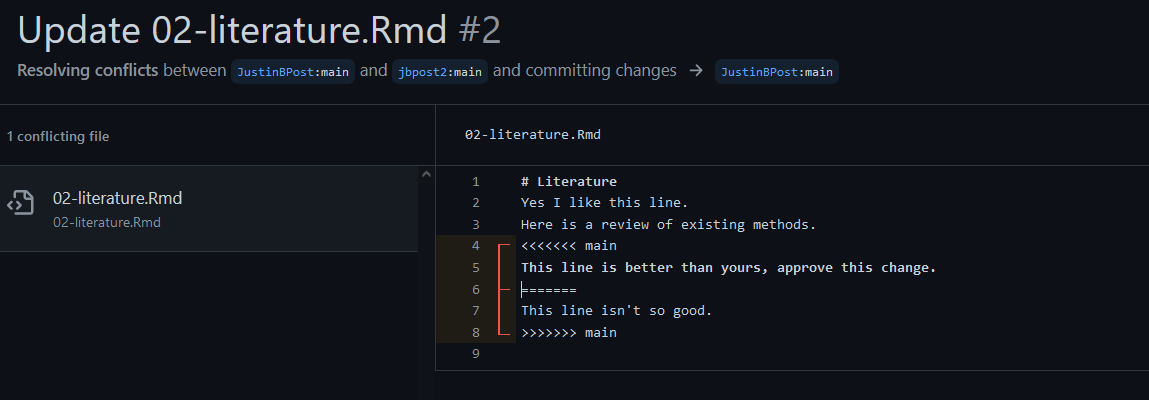 Update 02-literature.Rmd #2
Resolving conflicts between JustinBPost:main and jbpost2:main and committing changes → JustinBPost:main
1 conflicting file
02-literature.Rmd
02-literature.Rmd
02-literature.Rmd
1 # Literature
2 Yes I like this line.
3 Here is a review of existing methods.
4 <<<<<<< main
5 This line is better than yours, approve this change.
6 =======
7 This line isn't so good.
8 >>>>>>> main
9